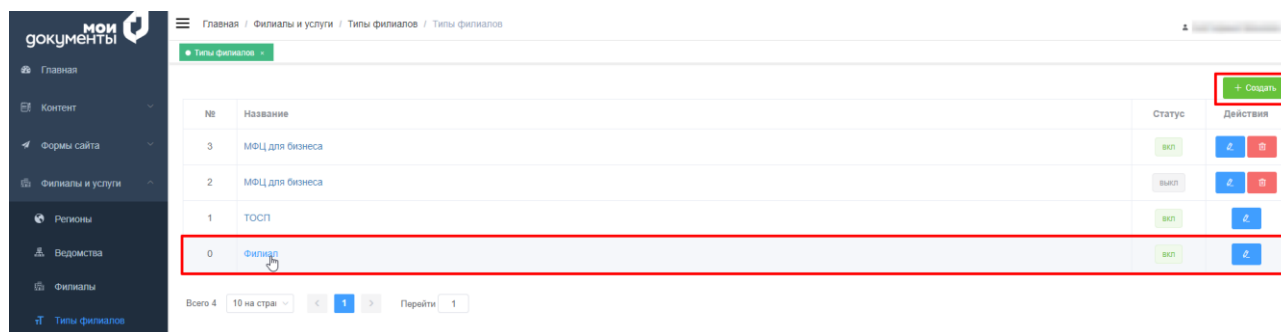 мои
документы
Главная / Филиалы и услуги / Типы филиалов / Типы филиалов
Типы филиалов ×
Главная
Контент
Формы сайта
Филиалы и услуги
Регионы
Ведомства
Филиалы
Типы филиалов
+ Создать
№ Название Статус Действия
3 МФЦ для бизнеса вкл
2 МФЦ для бизнеса выкл
1 ТОСП вкл
0 Филиал вкл
Всего 4 10 на стра < 1 > Перейти 1